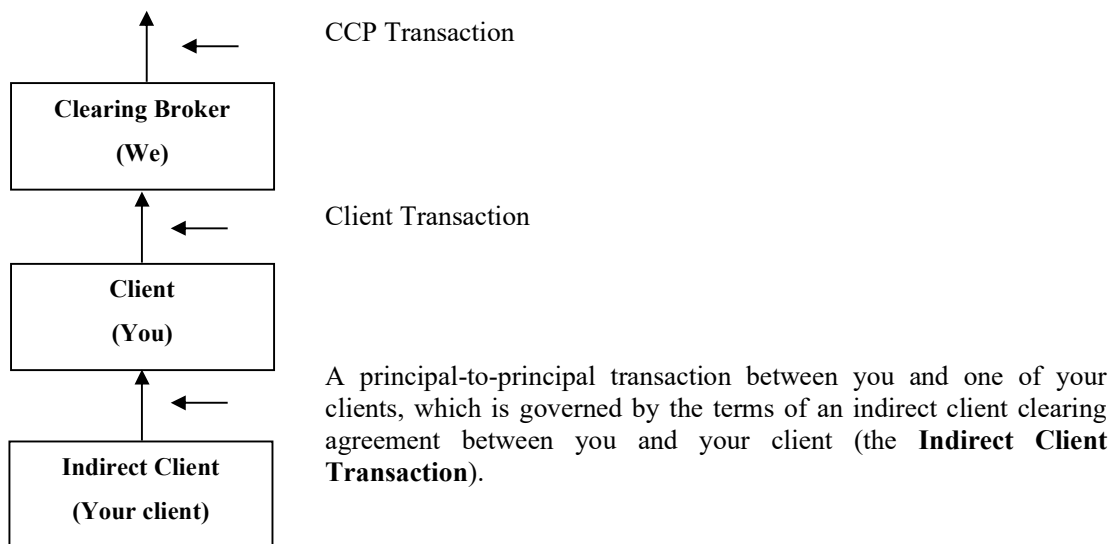 CCP Transaction
Clearing Broker
(We)
Client Transaction
Client
(You)
A principal-to-principal transaction between you and one of your
clients, which is governed by the terms of an indirect client clearing
agreement between you and your client (the Indirect Client
Transaction).
Indirect Client
(Your client)